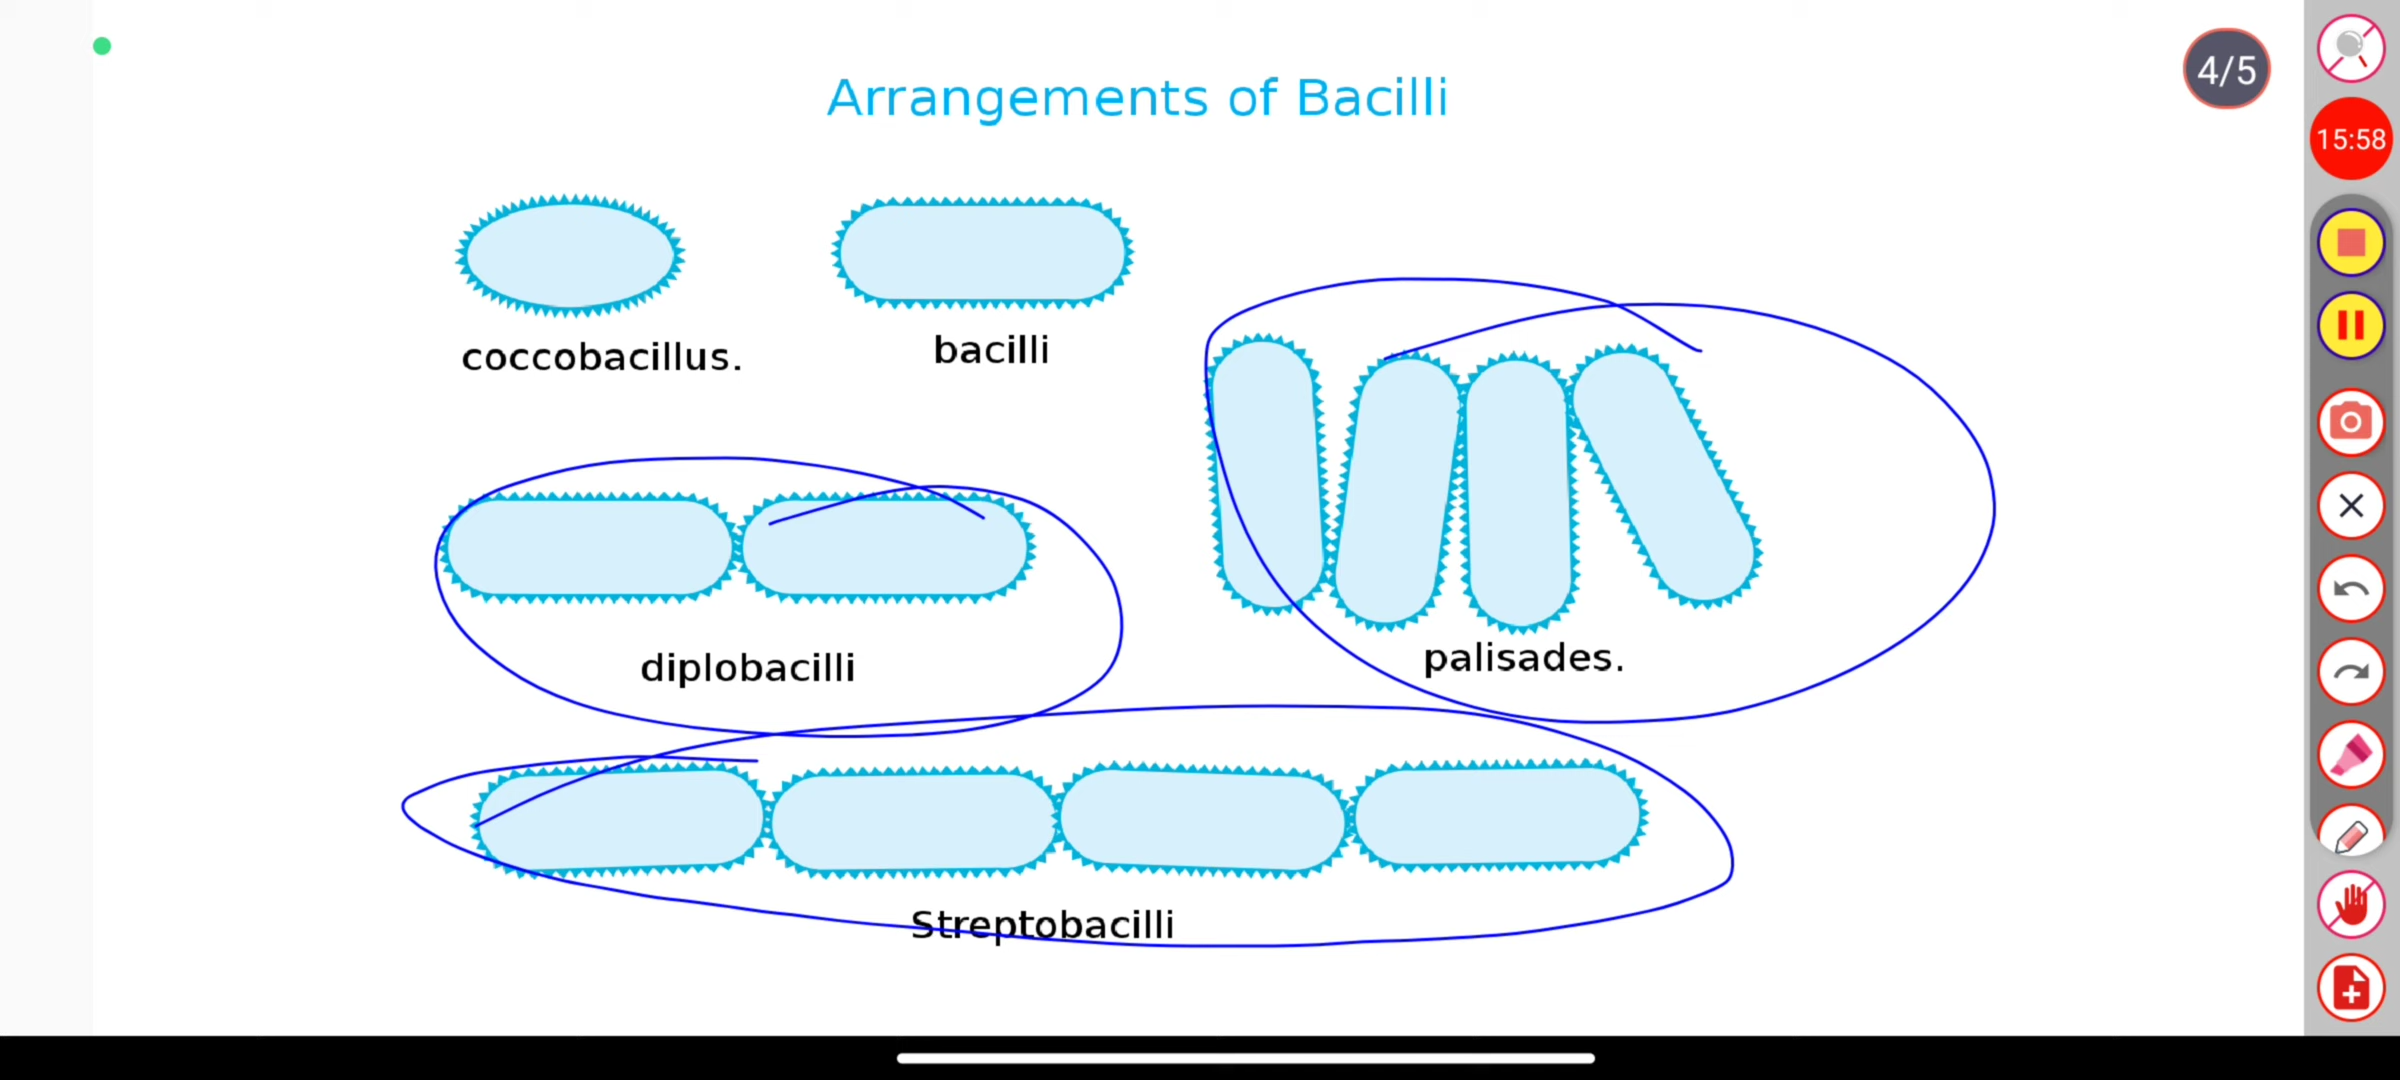 Arrangements of Bacilli
4/5
15:58
coccobacillus.
bacilli
diplobacilli
palisades.
Streptobacilli